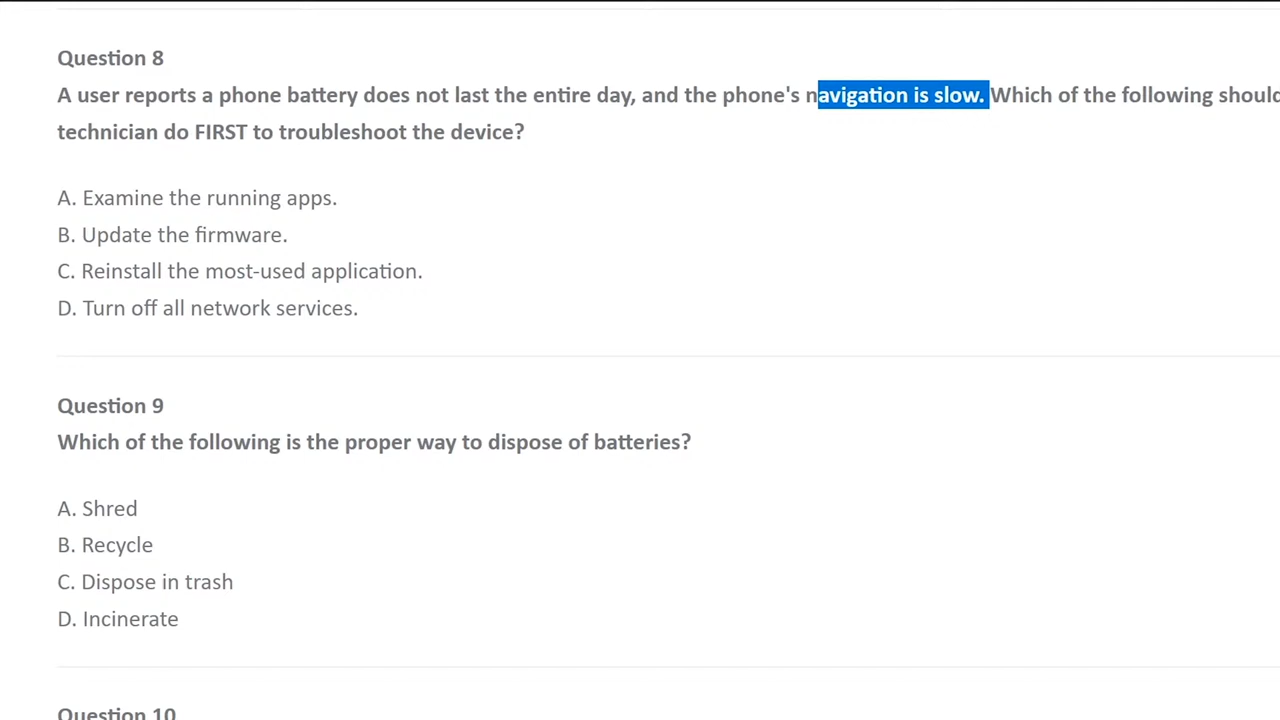 Question 8
A user reports a phone battery does not last the entire day, and the phone's navigation is slow. Which of the following
technician do FIRST to troubleshoot the device?
A. Examine the running apps.
B. Update the firmware.
C. Reinstall the most-used application.
D. Turn off all network services.
Question 9
Which of the following is the proper way to dispose of batteries?
A. Shred
B. Recycle
C. Dispose in trash
D. Incinerate
Question 10